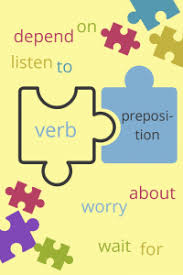 depend on
listen to
verb
preposi-
tion
worry about
wait for